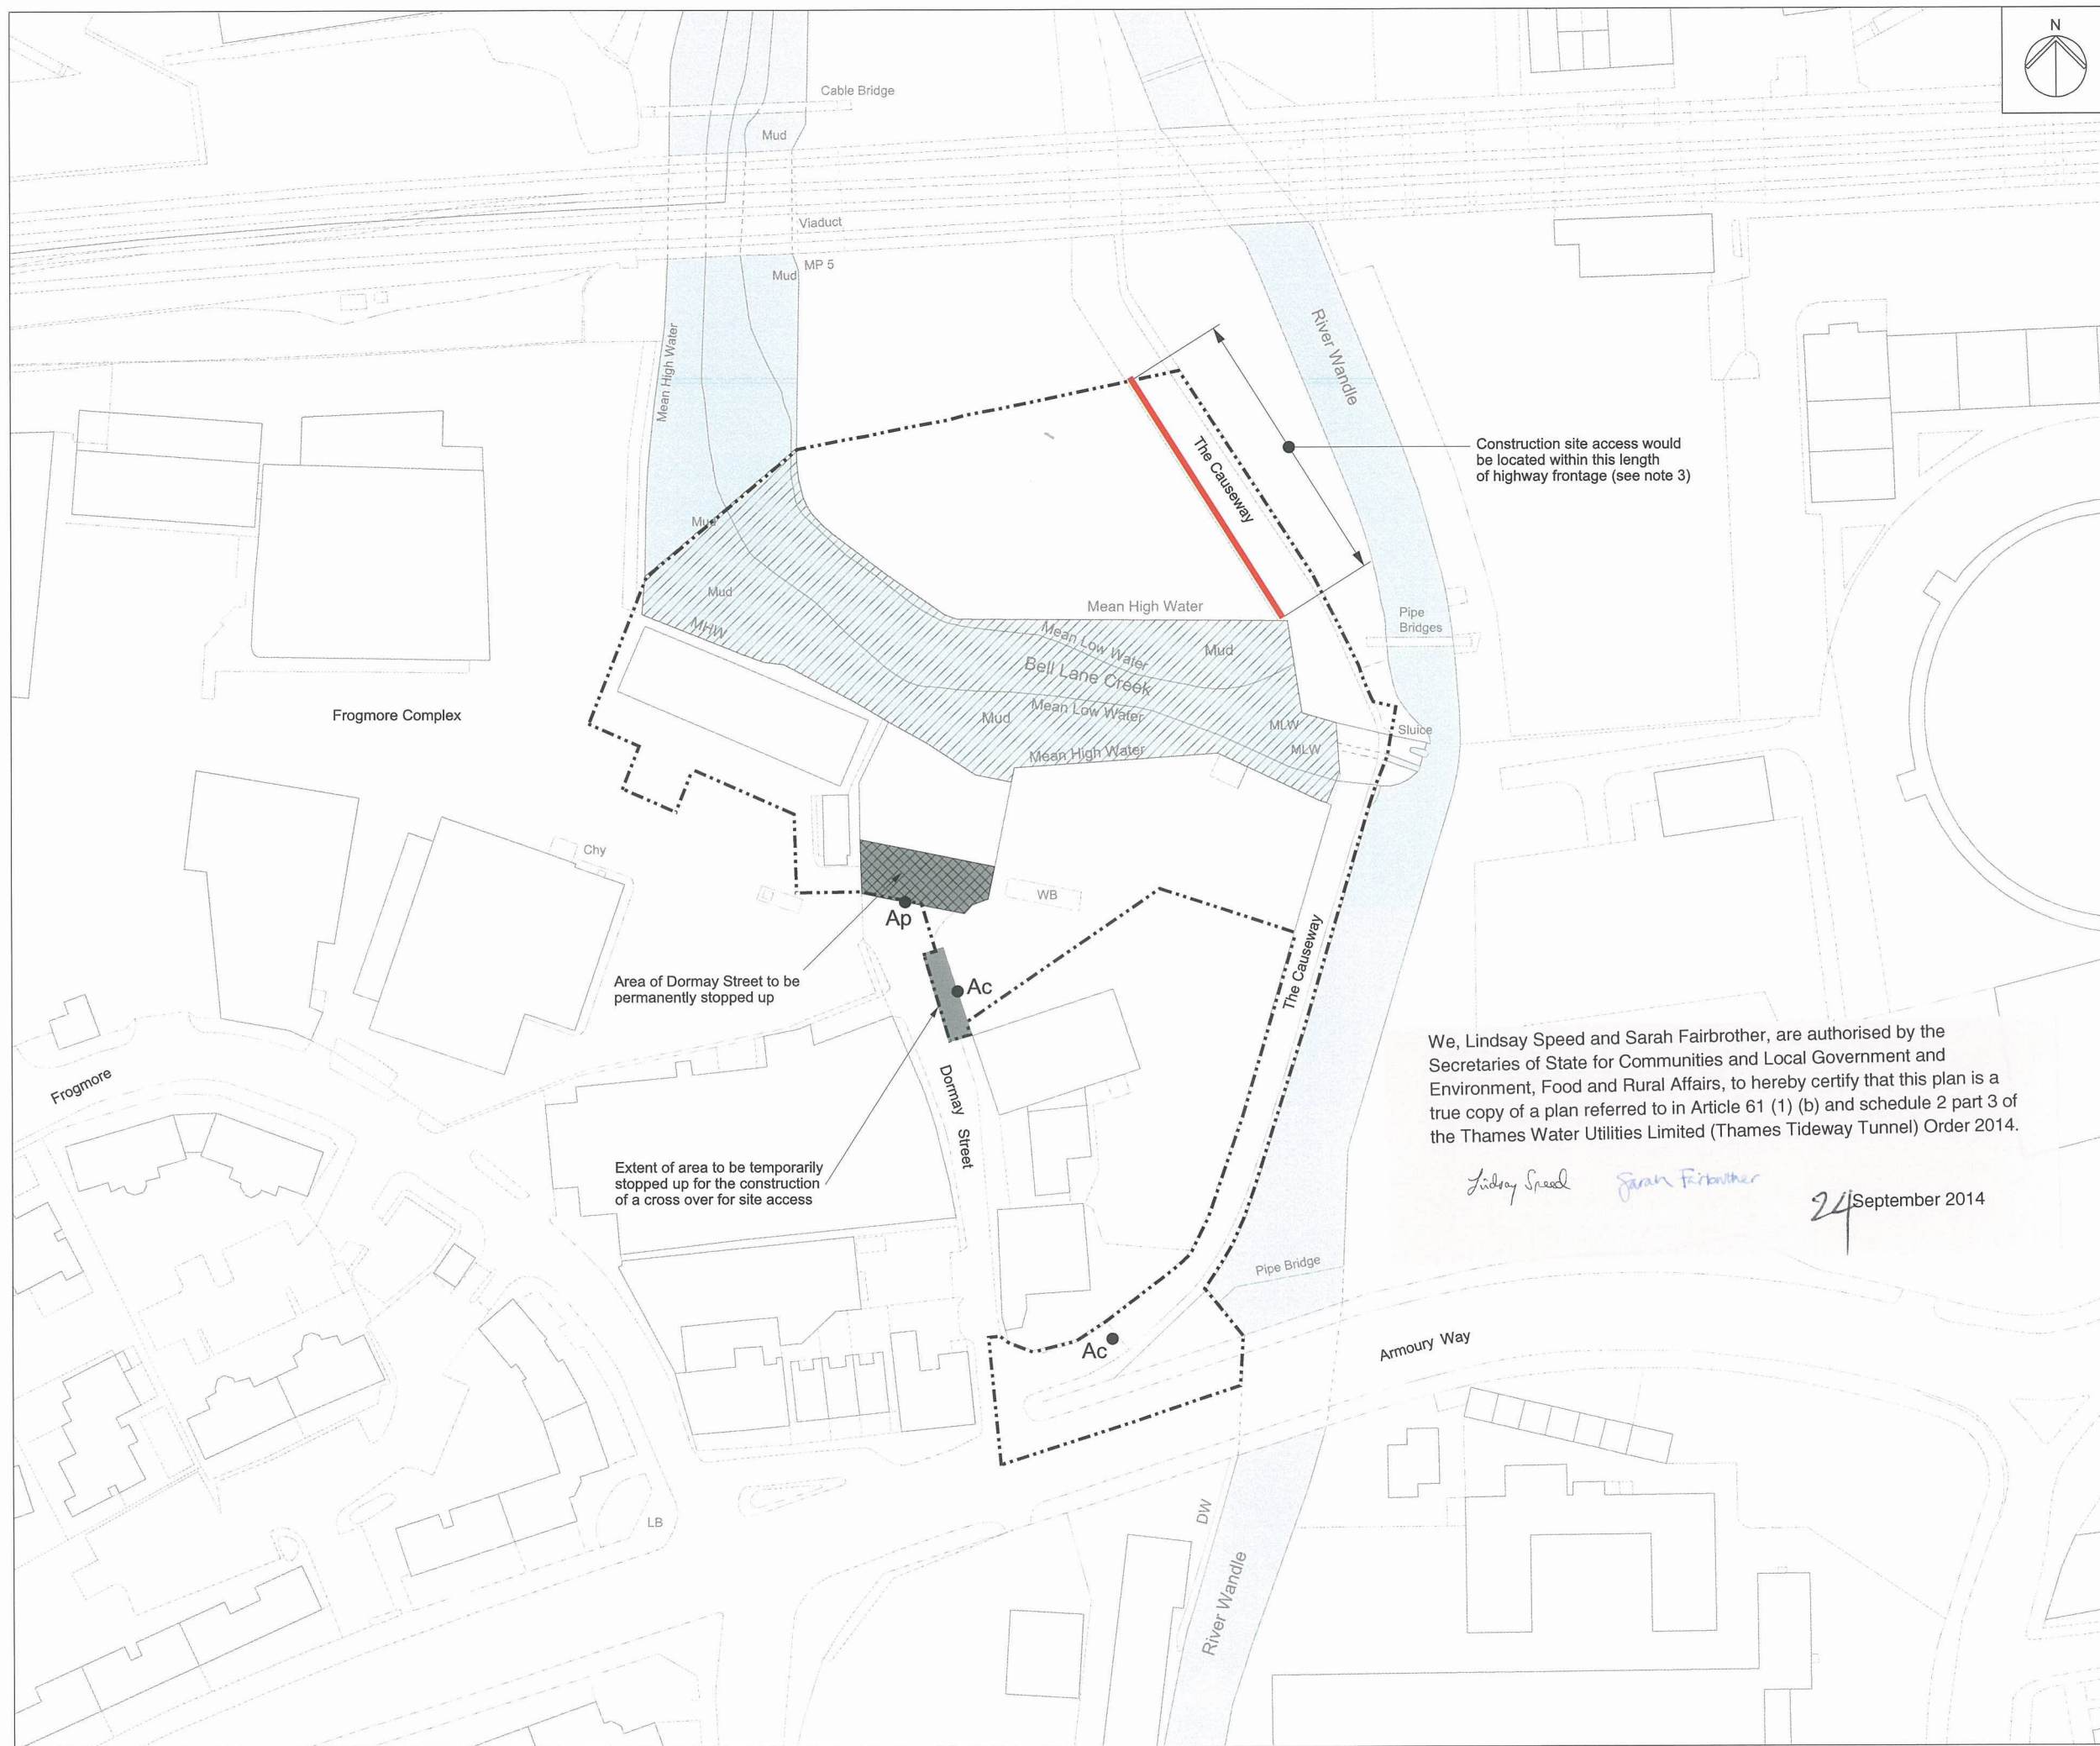 N
Cable Bridge
Mud
Viaduct
MP 5
Mud
Mean High Water
River Wandle
The Causeway
Construction site access would
be located within this length
of highway frontage (see note 3)
Mud
Mud
MHW
Mean High Water
Mean Low Water
Mud
Bell Lane Creek
Mean Low Water
Mud
Mean High Water
MLW
MLW
Pipe
Bridges
Sluice
Frogmore Complex
Chy
WB
Ap
Area of Dormay Street to be
permanently stopped up
Ac
The Causeway
Dormay Street
Extent of area to be temporarily
stopped up for the construction
of a cross over for site access
Frogmore
We, Lindsay Speed and Sarah Fairbrother, are authorised by the
Secretaries of State for Communities and Local Government and
Environment, Food and Rural Affairs, to hereby certify that this plan is a
true copy of a plan referred to in Article 61 (1) (b) and schedule 2 part 3 of
the Thames Water Utilities Limited (Thames Tideway Tunnel) Order 2014.
Lindsay Speed Sarah Fairbrother
24 September 2014
Pipe Bridge
Ac
Armoury Way
LB
DW
River Wandle